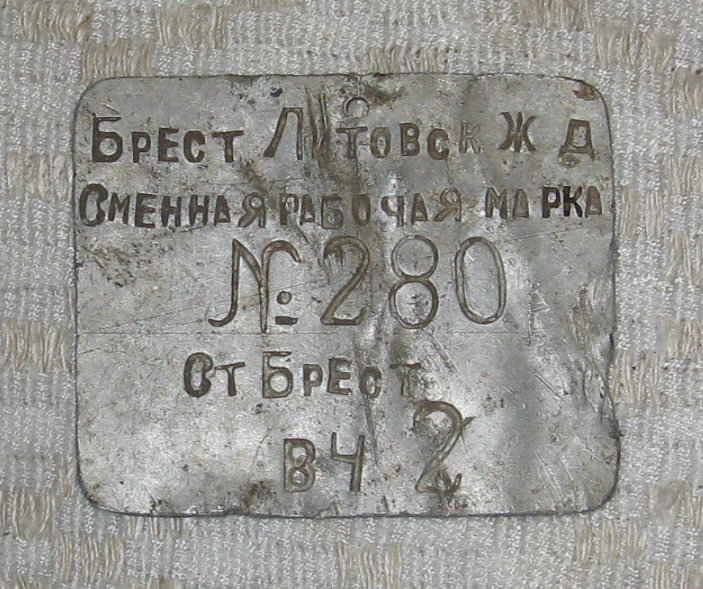 БРЕСТ ЛИТОВСК Ж Д
СМЕННАЯ РАБОЧАЯ МАРКА
№ 280
СТ БРЕСТ
ВЧ 2